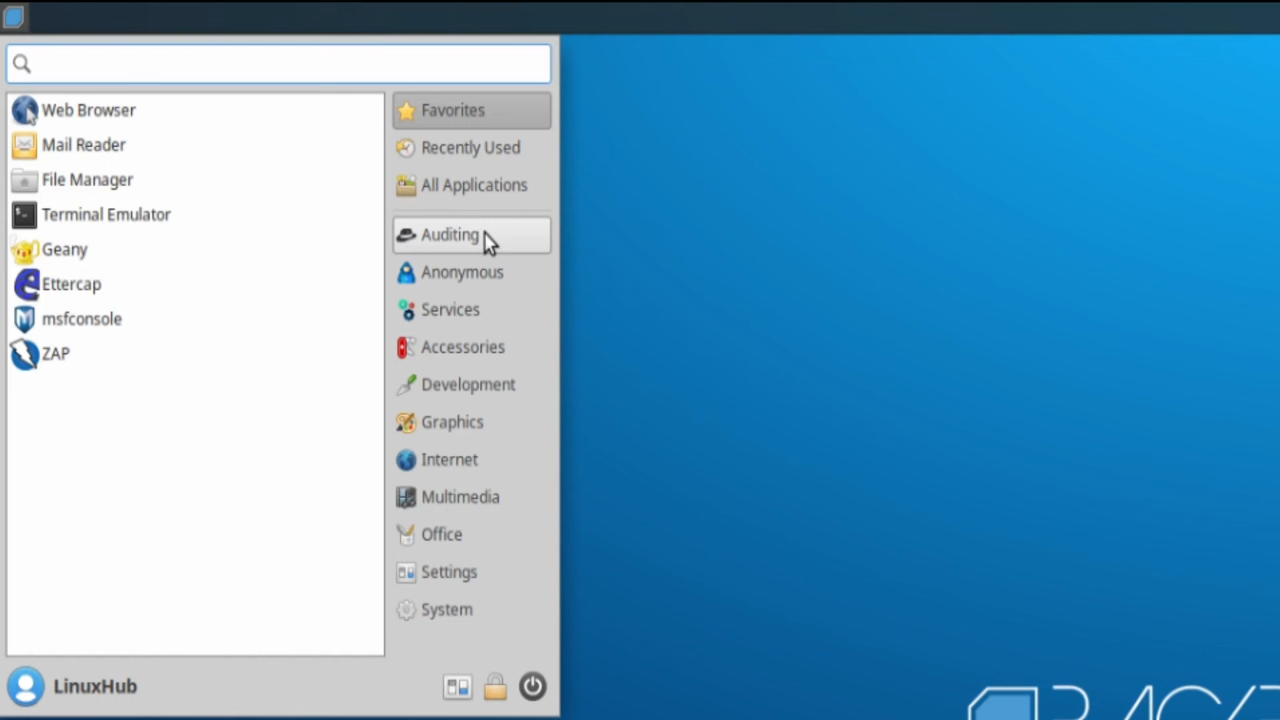 Web Browser
Mail Reader
File Manager
Terminal Emulator
Geany
Ettercap
msfconsole
ZAP
Favorites
Recently Used
All Applications
Auditing
Anonymous
Services
Accessories
Development
Graphics
Internet
Multimedia
Office
Settings
System
LinuxHub